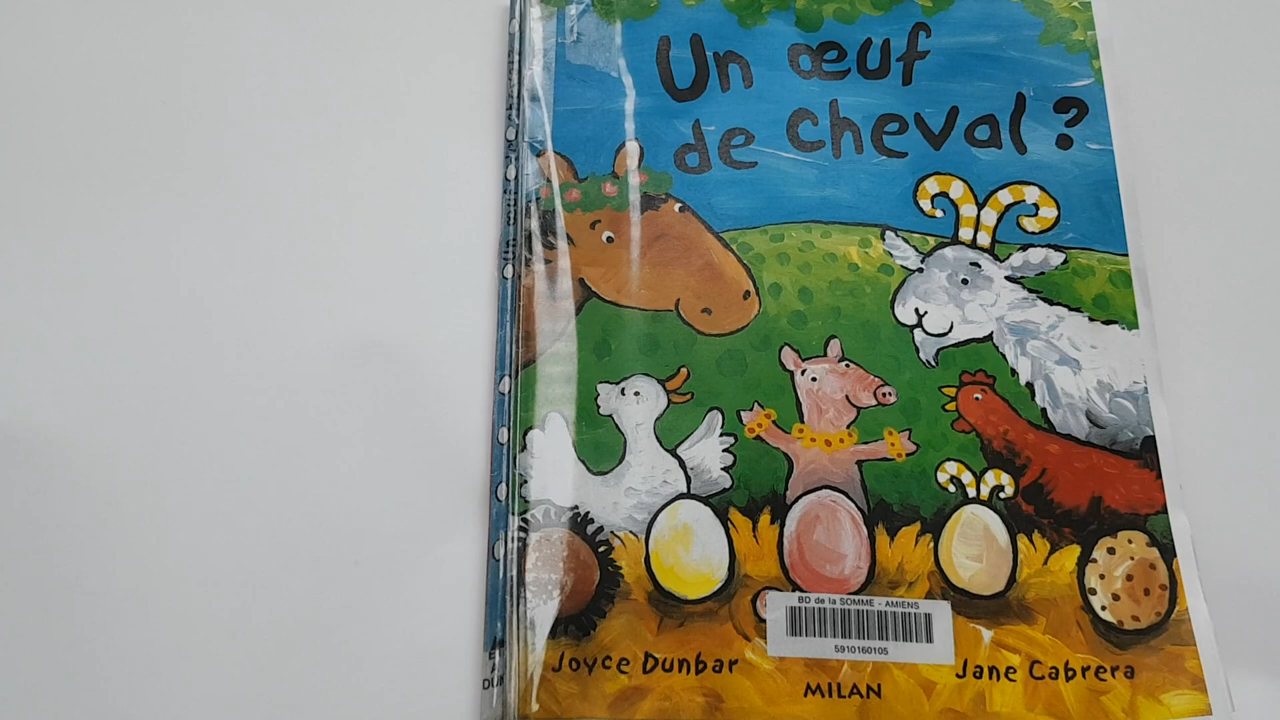 Un œuf
de cheval ?
BD de la SOMME - AMIENS
5910160105
Joyce Dunbar
Jane Cabrera
MILAN